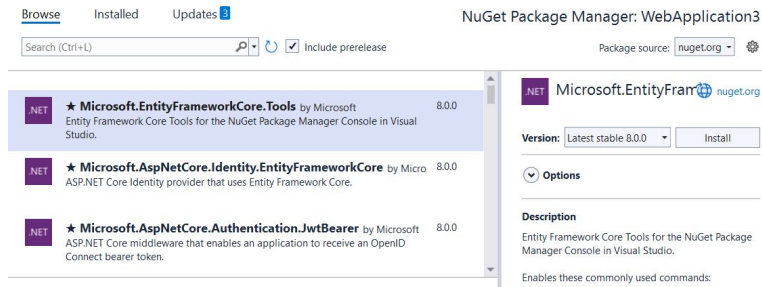 Browse Installed Updates 3
NuGet Package Manager: WebApplication3
Search (Ctrl+L) Include prerelease Package source: nuget.org
.NET ★ Microsoft.EntityFrameworkCore.Tools by Microsoft 8.0.0
Entity Framework Core Tools for the NuGet Package Manager Console in Visual
Studio.
.NET ★ Microsoft.AspNetCore.Identity.EntityFrameworkCore by Micro 8.0.0
ASP.NET Core Identity provider that uses Entity Framework Core.
.NET ★ Microsoft.AspNetCore.Authentication.JwtBearer by Microsoft 8.0.0
ASP.NET Core middleware that enables an application to receive an OpenID
Connect bearer token.
.NET Microsoft.EntityFram nuget.org
Version: Latest stable 8.0.0 Install
Options
Description
Entity Framework Core Tools for the NuGet Package
Manager Console in Visual Studio.
Enables these commonly used commands: